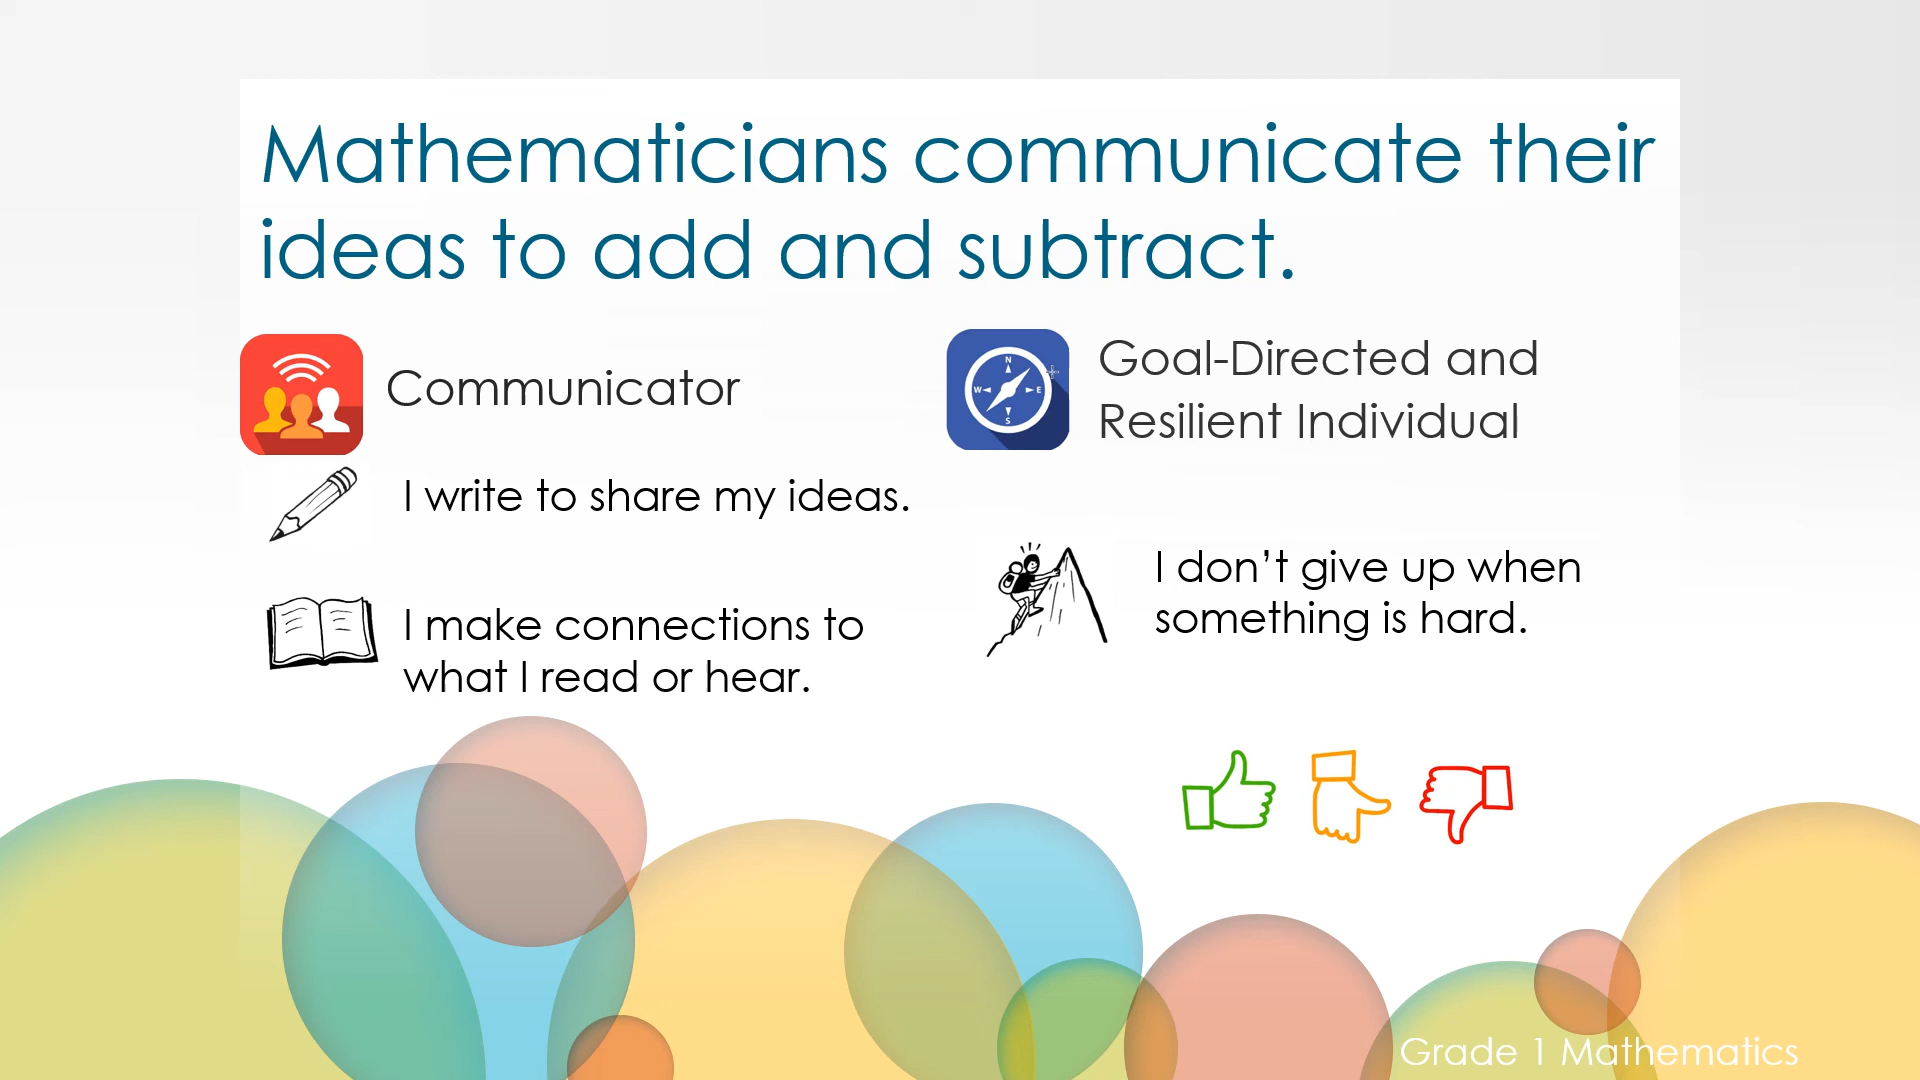 Mathematicians communicate their
ideas to add and subtract.
Communicator
I write to share my ideas.
I make connections to
what I read or hear.
N
W
E
S
Goal-Directed and
Resilient Individual
I don’t give up when
something is hard.
Grade 1 Mathematics